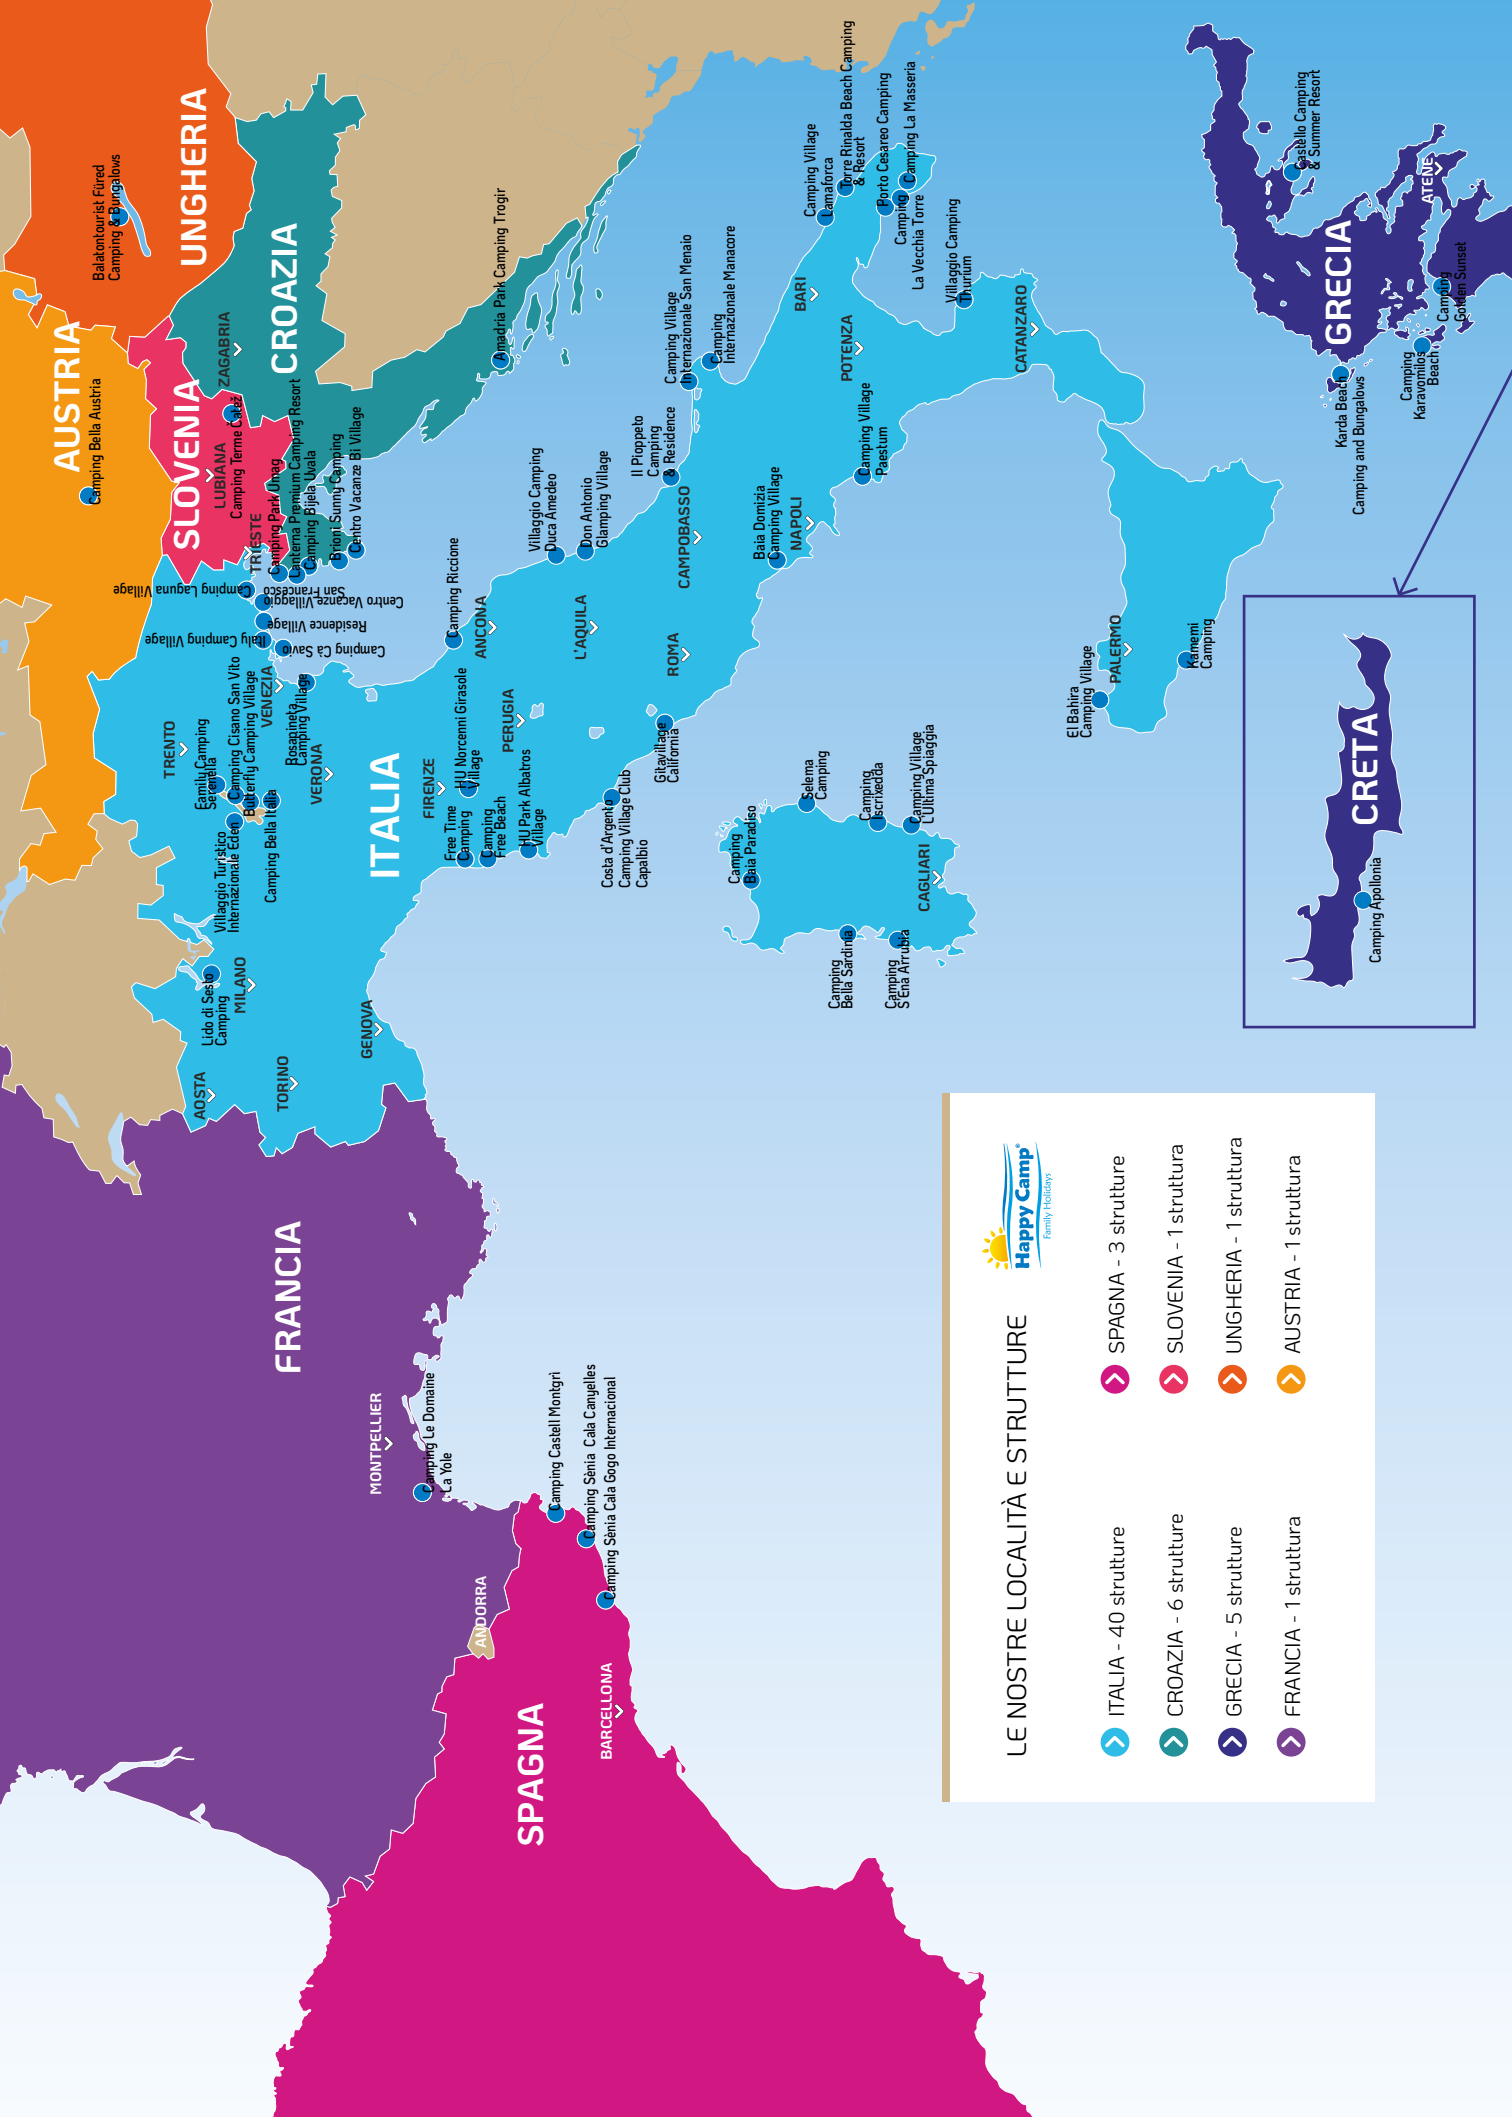 UNGHERIA
Balatontourist Füred
Camping & Bungalows
AUSTRIA
Camping Bella Austria
SLOVENIA
LUBIANA
Camping Terme Čatež
CROAZIA
ZAGABRIA
Camping Park Umag
Lanterna Premium Camping Resort
Camping Bijela Uvala
Brioni Sunny Camping
Centro Vacanze Bi Village
Amadria Park Camping Trogir
ITALIA
TRIESTE
Camping Laguna Village
San Francesco
Centro Vacanze Villaggio
Residence Village
Italy Camping Village
Camping Cà Savio
VENEZIA
Rosapineta
Camping Village
TRENTO
Family Camping
Serenella
Camping Cisano San Vito
Butterfly Camping Village
Camping Bella Italia
Villaggio Turistico
Internazionale Eden
VERONA
Lido di Sesto
Camping
MILANO
AOSTA
TORINO
GENOVA
FIRENZE
HU Norcenni Girasole
Village
Free Time
Camping
Camping
Free Beach
HU Park Albatros
Village
PERUGIA
Camping Riccione
ANCONA
Villaggio Camping
Duca Amedeo
Don Antonio
Glamping Village
L'AQUILA
ROMA
Gitavillage
California
Costa d'Argento
Camping Village Club
Capalbio
Il Pioppeto
Camping
& Residence
CAMPOBASSO
Camping Village
Internazionale San Menaio
Camping
Internazionale Manacore
Baia Domizia
Camping Village
NAPOLI
BARI
Camping Village
Lamaforca
Torre Rinalda Beach Camping
& Resort
Porto Cesareo Camping
Camping La Masseria
Camping
La Vecchia Torre
POTENZA
Camping Village
Paestum
Villaggio Camping
Thurium
CATANZARO
El Bahira
Camping Village
PALERMO
Kamemi
Camping
Camping
Baia Paradiso
Selema
Camping
Camping
Iscrixedda
Camping Village
L'Ultima Spiaggia
CAGLIARI
Camping
Bella Sardinia
Camping
S'Ena Arrubia
GRECIA
ATENE
Castello Camping
& Summer Resort
Camping
Golden Sunset
Camping
Karavomilos
Beach
Karda Beach
Camping and Bungalows
CRETA
Camping Apollonia
FRANCIA
MONTPELLIER
Camping Le Domaine
La Yole
ANDORRA
SPAGNA
BARCELLONA
Camping Castell Montgrì
Camping Sènia Cala Canyelles
Camping Sènia Cala Gogo Internacional
LE NOSTRE LOCALITÀ E STRUTTURE
Happy Camp®
Family Holidays
ITALIA - 40 strutture
CROAZIA - 6 strutture
GRECIA - 5 strutture
FRANCIA - 1 struttura
SPAGNA - 3 strutture
SLOVENIA - 1 struttura
UNGHERIA - 1 struttura
AUSTRIA - 1 struttura